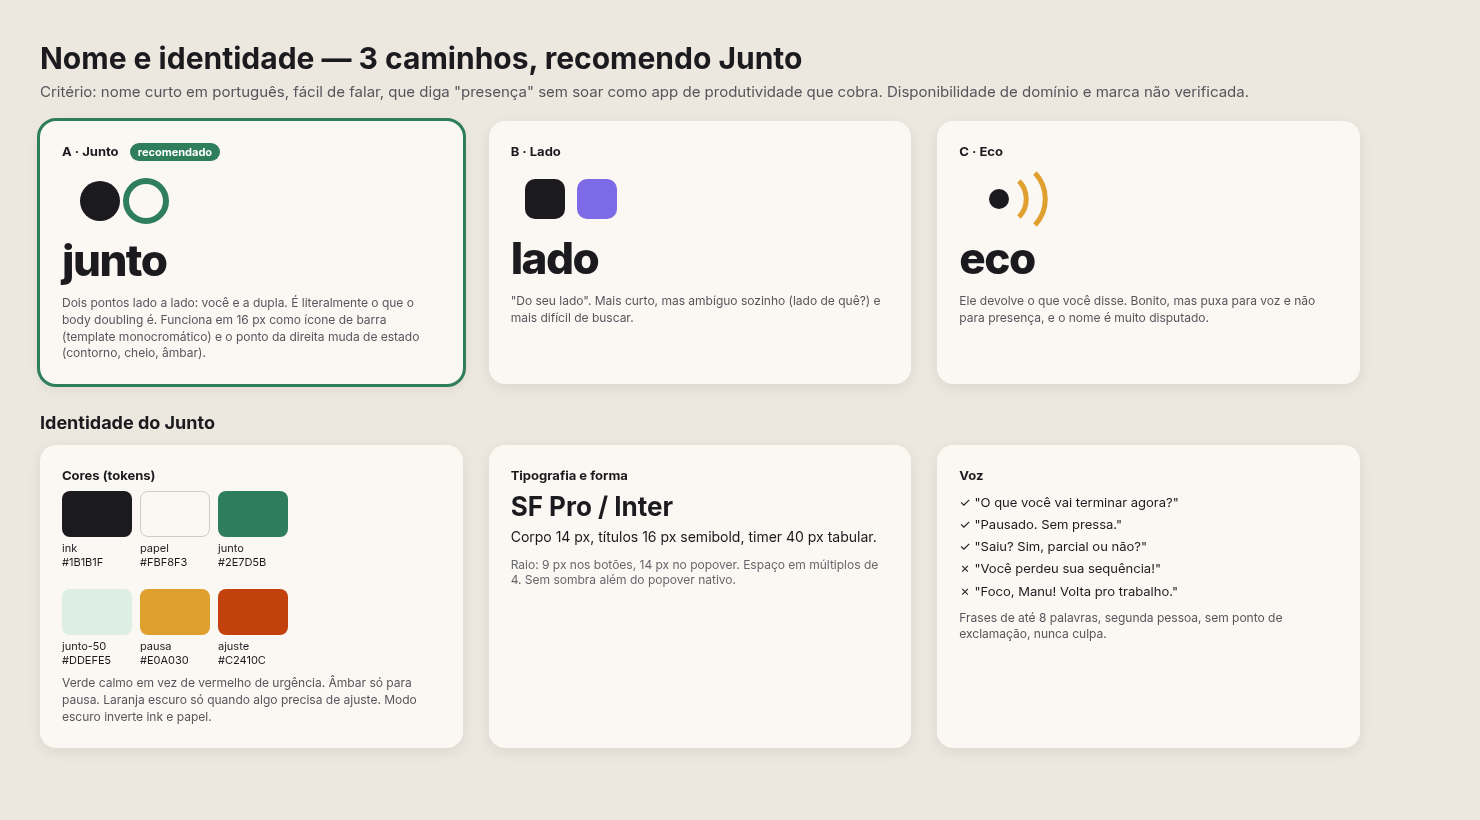 Nome e identidade — 3 caminhos, recomendo Junto
Critério: nome curto em português, fácil de falar, que diga "presença" sem soar como app de produtividade que cobra. Disponibilidade de domínio e marca não verificada.
A · Junto
recomendado
junto
Dois pontos lado a lado: você e a dupla. É literalmente o que o
body doubling é. Funciona em 16 px como ícone de barra
(template monocromático) e o ponto da direita muda de estado
(contorno, cheio, âmbar).
B · Lado
lado
"Do seu lado". Mais curto, mas ambíguo sozinho (lado de quê?) e
mais difícil de buscar.
C · Eco
eco
Ele devolve o que você disse. Bonito, mas puxa para voz e não
para presença, e o nome é muito disputado.
Identidade do Junto
Cores (tokens)
ink
#1B1B1F
papel
#FBF8F3
junto
#2E7D5B
junto-50
#DDEFE5
pausa
#E0A030
ajuste
#C2410C
Verde calmo em vez de vermelho de urgência. Âmbar só para
pausa. Laranja escuro só quando algo precisa de ajuste. Modo
escuro inverte ink e papel.
Tipografia e forma
SF Pro / Inter
Corpo 14 px, títulos 16 px semibold, timer 40 px tabular.
Raio: 9 px nos botões, 14 px no popover. Espaço em múltiplos de
4. Sem sombra além do popover nativo.
Voz
✓ "O que você vai terminar agora?"
✓ "Pausado. Sem pressa."
✓ "Saiu? Sim, parcial ou não?"
× "Você perdeu sua sequência!"
× "Foco, Manu! Volta pro trabalho."
Frases de até 8 palavras, segunda pessoa, sem ponto de
exclamação, nunca culpa.